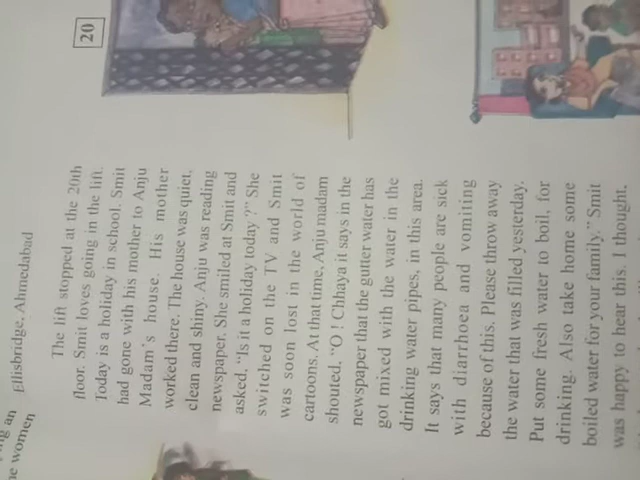 20
ng an
ne women
Ellisbridge, Ahmedabad
The lift stopped at the 20th
floor. Smit loves going in the lift.
Today is a holiday in school. Smit
had gone with his mother to Anju
Madam's house. His mother
worked there. The house was quiet,
clean and shiny. Anju was reading
newspaper. She smiled at Smit and
asked. "Is it a holiday today ?" She
switched on the TV and Smit
was soon lost in the world of
cartoons. At that time, Anju madam
shouted. "O ! Chhaya it says in the
newspaper that the gutter water has
got mixed with the water in the
drinking water pipes, in this area.
It says that many people are sick
with diarrhoea and vomiting
because of this. Please throw away
the water that was filled yesterday.
Put some fresh water to boil, for
drinking. Also take home some
boiled water for your family." Smit
was happy to hear this. I thought,